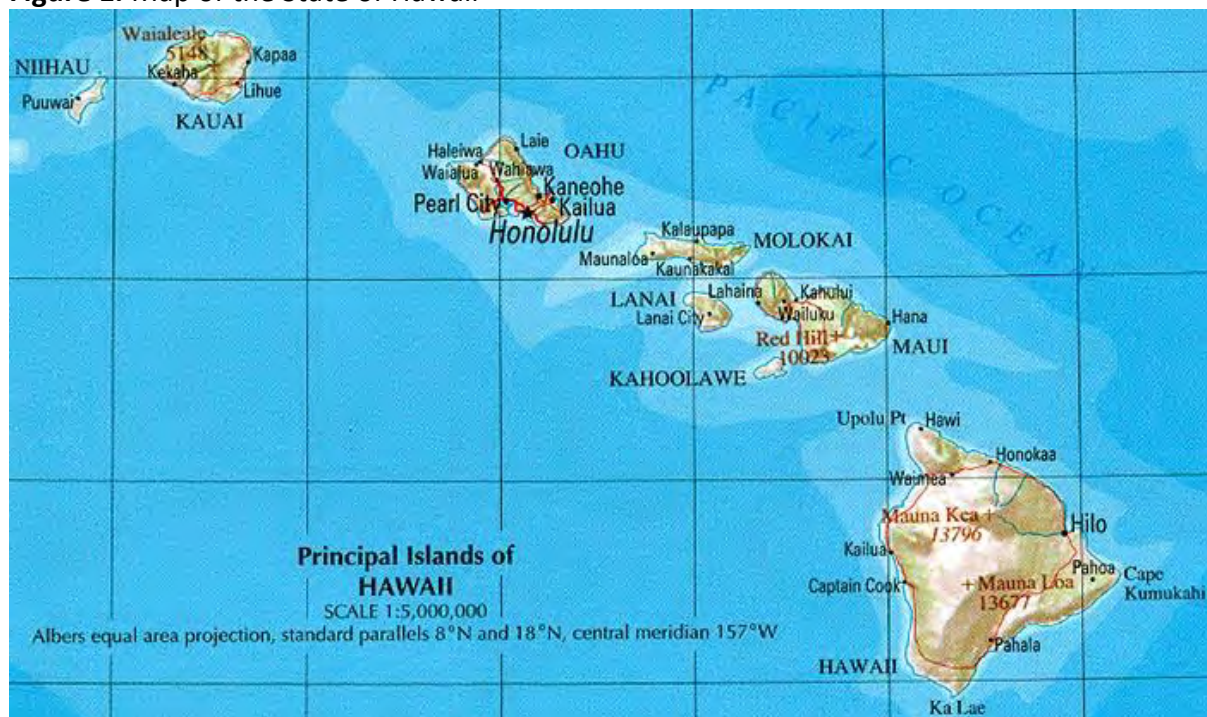 Waialeale
5148
Kapaa
NIIHAU
Kekaha
Lihue
Puuwai
KAUAI
PACIFIC OCEAN
Laie
Haleiwa
OAHU
Waialua
Wahiawa
Kaneohe
Pearl City
Kailua
Honolulu
Kalaupapa
MOLOKAI
Maunaloa
Kaunakakai
Lahaina
Kahului
LANAI
Lanai City
Wailuku
Hana
Red Hill
10023
MAUI
KAHOOLAWE
Upolu Pt
Hawi
Honokaa
Waimea
Mauna Kea
13796
Hilo
Kailua
Pahoa
Cape
Kumukahi
Captain Cook
Mauna Loa
13677
Pahala
HAWAII
Ka Lae
Principal Islands of
HAWAII
SCALE 1:5,000,000
Albers equal area projection, standard parallels 8°N and 18°N, central meridian 157°W